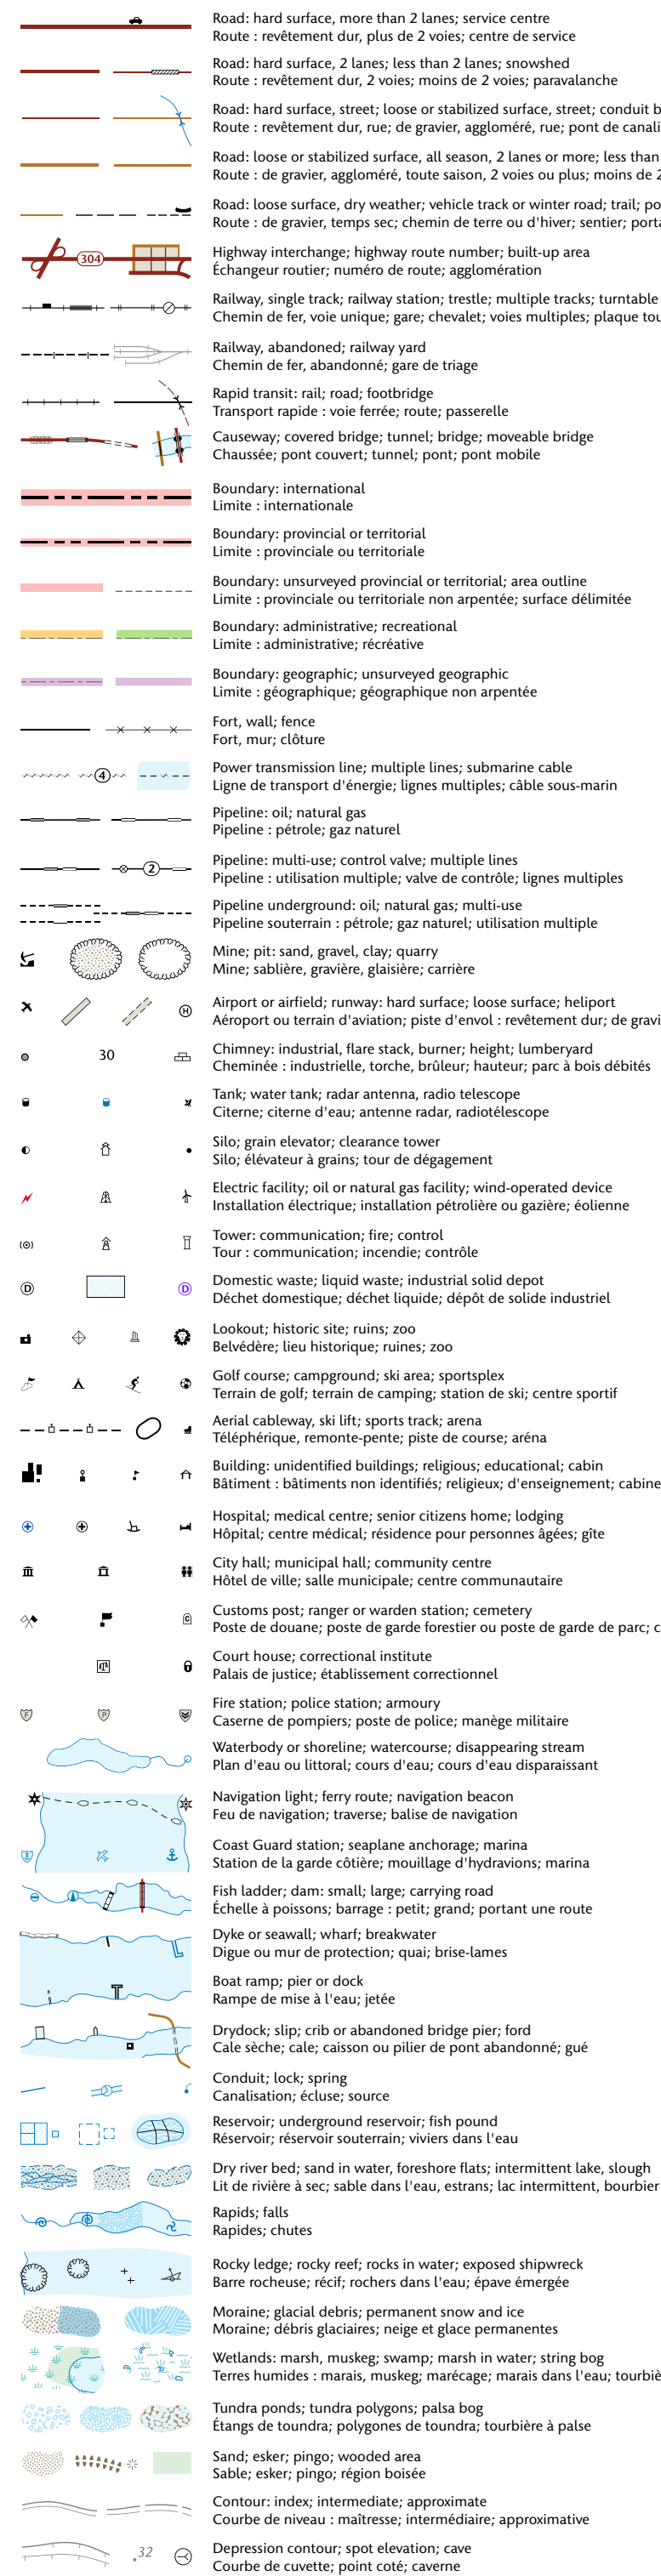 Road: hard surface, more than 2 lanes; service centre
Route : revêtement dur, plus de 2 voies; centre de service
Road: hard surface, 2 lanes; less than 2 lanes; snowshed
Route : revêtement dur, 2 voies; moins de 2 voies; paravalanche
Road: hard surface, street; loose or stabilized surface, street; conduit
Route : revêtement dur, rue; de gravier, aggloméré, rue; pont de
Road: loose or stabilized surface, all season, 2 lanes or more; less than
Route : de gravier, aggloméré, toute saison, 2 voies ou plus; moins de 2
Road: loose surface, dry weather; vehicle track or winter road; trail;
Route : de gravier, temps sec; chemin de terre ou d'hiver; sentier;
304
Highway interchange; highway route number; built-up area
Échangeur routier; numéro de route; agglomération
Railway, single track; railway station; trestle; multiple tracks; turntable
Chemin de fer, voie unique; gare; chevalet; voies multiples; plaque
Railway, abandoned; railway yard
Chemin de fer, abandonné; gare de triage
Rapid transit: rail; road; footbridge
Transport rapide : voie ferrée; route; passerelle
Causeway; covered bridge; tunnel; bridge; moveable bridge
Chaussée; pont couvert; tunnel; pont; pont mobile
Boundary: international
Limite : internationale
Boundary: provincial or territorial
Limite : provinciale ou territoriale
Boundary: unsurveyed provincial or territorial; area outline
Limite : provinciale ou territoriale non arpentée; surface délimitée
Boundary: administrative; recreational
Limite : administrative; récréative
Boundary: geographic; unsurveyed geographic
Limite : géographique; géographique non arpentée
Fort, wall; fence
Fort, mur; clôture
4
Power transmission line; multiple lines; submarine cable
Ligne de transport d'énergie; lignes multiples; câble sous-marin
Pipeline: oil; natural gas
Pipeline : pétrole; gaz naturel
2
Pipeline: multi-use; control valve; multiple lines
Pipeline : utilisation multiple; valve de contrôle; lignes multiples
Pipeline underground: oil; natural gas; multi-use
Pipeline souterrain : pétrole; gaz naturel; utilisation multiple
Mine; pit: sand, gravel, clay; quarry
Mine; sablière, gravière, glaisière; carrière
H
Airport or airfield; runway: hard surface; loose surface; heliport
Aéroport ou terrain d'aviation; piste d'envol : revêtement dur; de
30
Chimney: industrial, flare stack, burner; height; lumberyard
Cheminée : industrielle, torche, brûleur; hauteur; parc à bois débités
Tank; water tank; radar antenna, radio telescope
Citerne; citerne d'eau; antenne radar, radiotélescope
Silo; grain elevator; clearance tower
Silo; élévateur à grains; tour de dégagement
Electric facility; oil or natural gas facility; wind-operated device
Installation électrique; installation pétrolière ou gazière; éolienne
Tower: communication; fire; control
Tour : communication; incendie; contrôle
D D
Domestic waste; liquid waste; industrial solid depot
Déchet domestique; déchet liquide; dépôt de solide industriel
Lookout; historic site; ruins; zoo
Belvédère; lieu historique; ruines; zoo
Golf course; campground; ski area; sportsplex
Terrain de golf; terrain de camping; station de ski; centre sportif
Aerial cableway, ski lift; sports track; arena
Téléphérique, remonte-pente; piste de course; aréna
Building: unidentified buildings; religious; educational; cabin
Bâtiment : bâtiments non identifiés; religieux; d'enseignement; cabine
Hospital; medical centre; senior citizens home; lodging
Hôpital; centre médical; résidence pour personnes âgées; gîte
City hall; municipal hall; community centre
Hôtel de ville; salle municipale; centre communautaire
C
Customs post; ranger or warden station; cemetery
Poste de douane; poste de garde forestier ou poste de garde de parc;
Court house; correctional institute
Palais de justice; établissement correctionnel
F P
Fire station; police station; armoury
Caserne de pompiers; poste de police; manège militaire
Waterbody or shoreline; watercourse; disappearing stream
Plan d'eau ou littoral; cours d'eau; cours d'eau disparaissant
Navigation light; ferry route; navigation beacon
Feu de navigation; traverse; balise de navigation
Coast Guard station; seaplane anchorage; marina
Station de la garde côtière; mouillage d'hydravions; marina
Fish ladder; dam: small; large; carrying road
Échelle à poissons; barrage : petit; grand; portant une route
Dyke or seawall; wharf; breakwater
Digue ou mur de protection; quai; brise-lames
Boat ramp; pier or dock
Rampe de mise à l'eau; jetée
Drydock; slip; crib or abandoned bridge pier; ford
Cale sèche; cale; caisson ou pilier de pont abandonné; gué
Conduit; lock; spring
Canalisation; écluse; source
Reservoir; underground reservoir; fish pound
Réservoir; réservoir souterrain; viviers dans l'eau
Dry river bed; sand in water, foreshore flats; intermittent lake, slough
Lit de rivière à sec; sable dans l'eau, estrans; lac intermittent, bourbier
Rapids; falls
Rapides; chutes
Rocky ledge; rocky reef; rocks in water; exposed shipwreck
Barre rocheuse; récif; rochers dans l'eau; épave émergée
Moraine; glacial debris; permanent snow and ice
Moraine; débris glaciaires; neige et glace permanentes
Wetlands: marsh, muskeg; swamp; marsh in water; string bog
Terres humides : marais, muskeg; marécage; marais dans l'eau;
Tundra ponds; tundra polygons; palsa bog
Étangs de toundra; polygones de toundra; tourbière à palse
Sand; esker; pingo; wooded area
Sable; esker; pingo; région boisée
Contour: index; intermediate; approximate
Courbe de niveau : maîtresse; intermédiaire; approximative
.32
Depression contour; spot elevation; cave
Courbe de cuvette; point coté; caverne